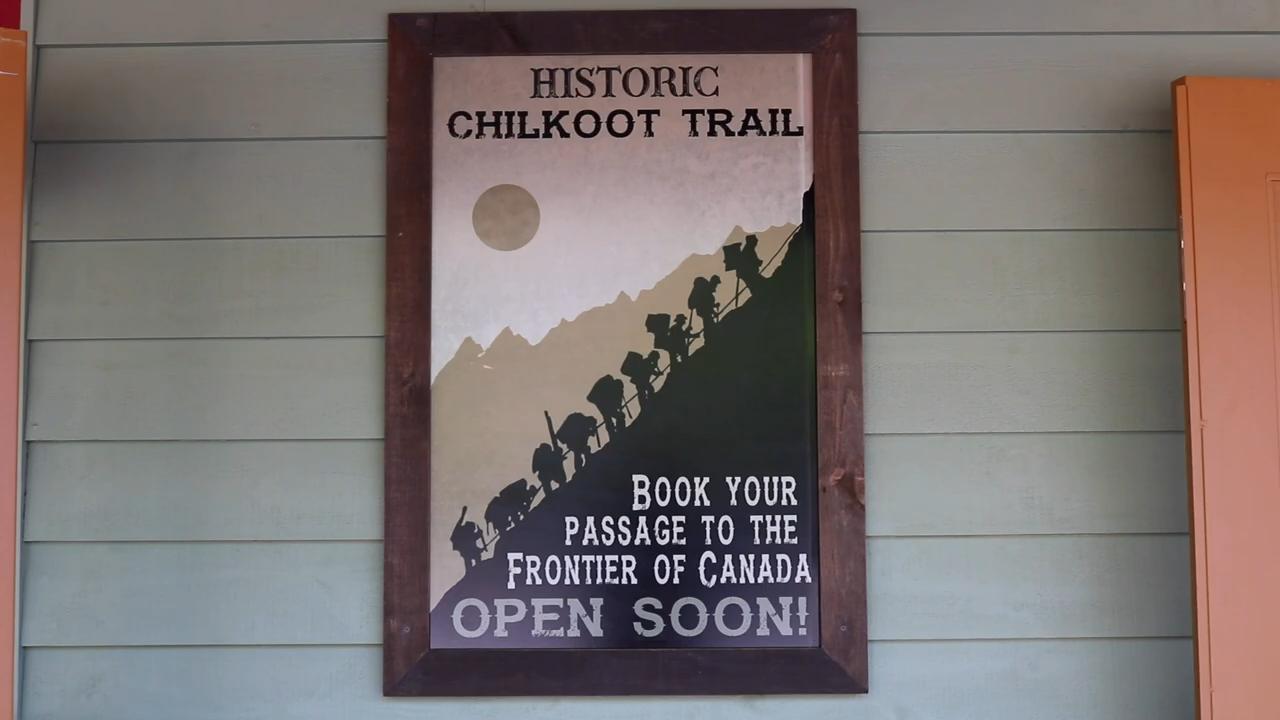 HISTORIC
CHILKOOT TRAIL
BOOK YOUR
PASSAGE TO THE
FRONTIER OF CANADA
OPEN SOON!